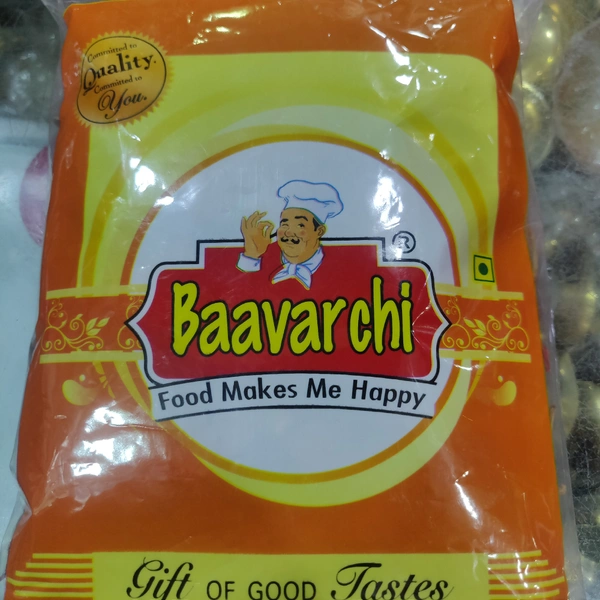 Committed to
Quality.
Committed to
You.
®
Baavarchi
Food Makes Me Happy
Gift OF GOOD Tastes